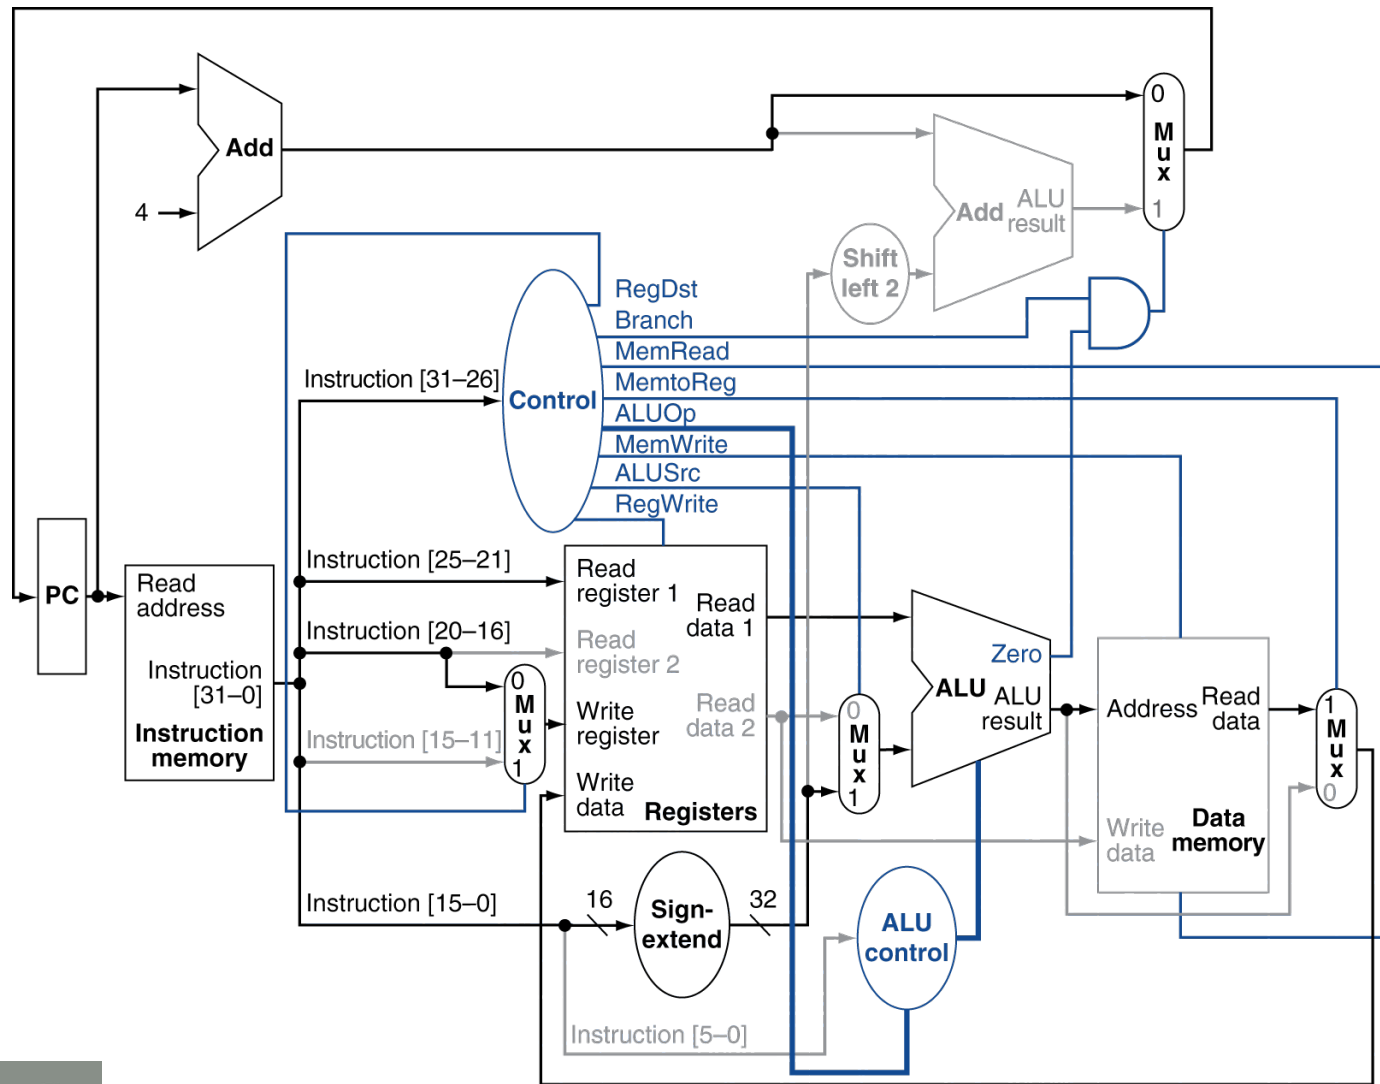 0
M
u
x
1
Add
4
Add
ALU
result
Shift
left 2
RegDst
Branch
MemRead
MemtoReg
ALUOp
MemWrite
ALUSrc
RegWrite
Instruction [31–26]
Control
Instruction [25–21]
Instruction [20–16]
Instruction [15–11]
Instruction [15–0]
Instruction [5–0]
PC
Read
address
Instruction
[31–0]
Instruction
memory
0
M
u
x
1
Read
register 1
Read
register 2
Write
register
Write
data
Read
data 1
Read
data 2
Registers
16
Sign-
extend
32
0
M
u
x
1
Zero
ALU
ALU
result
ALU
control
Address
Read
data
Write
data
Data
memory
1
M
u
x
0